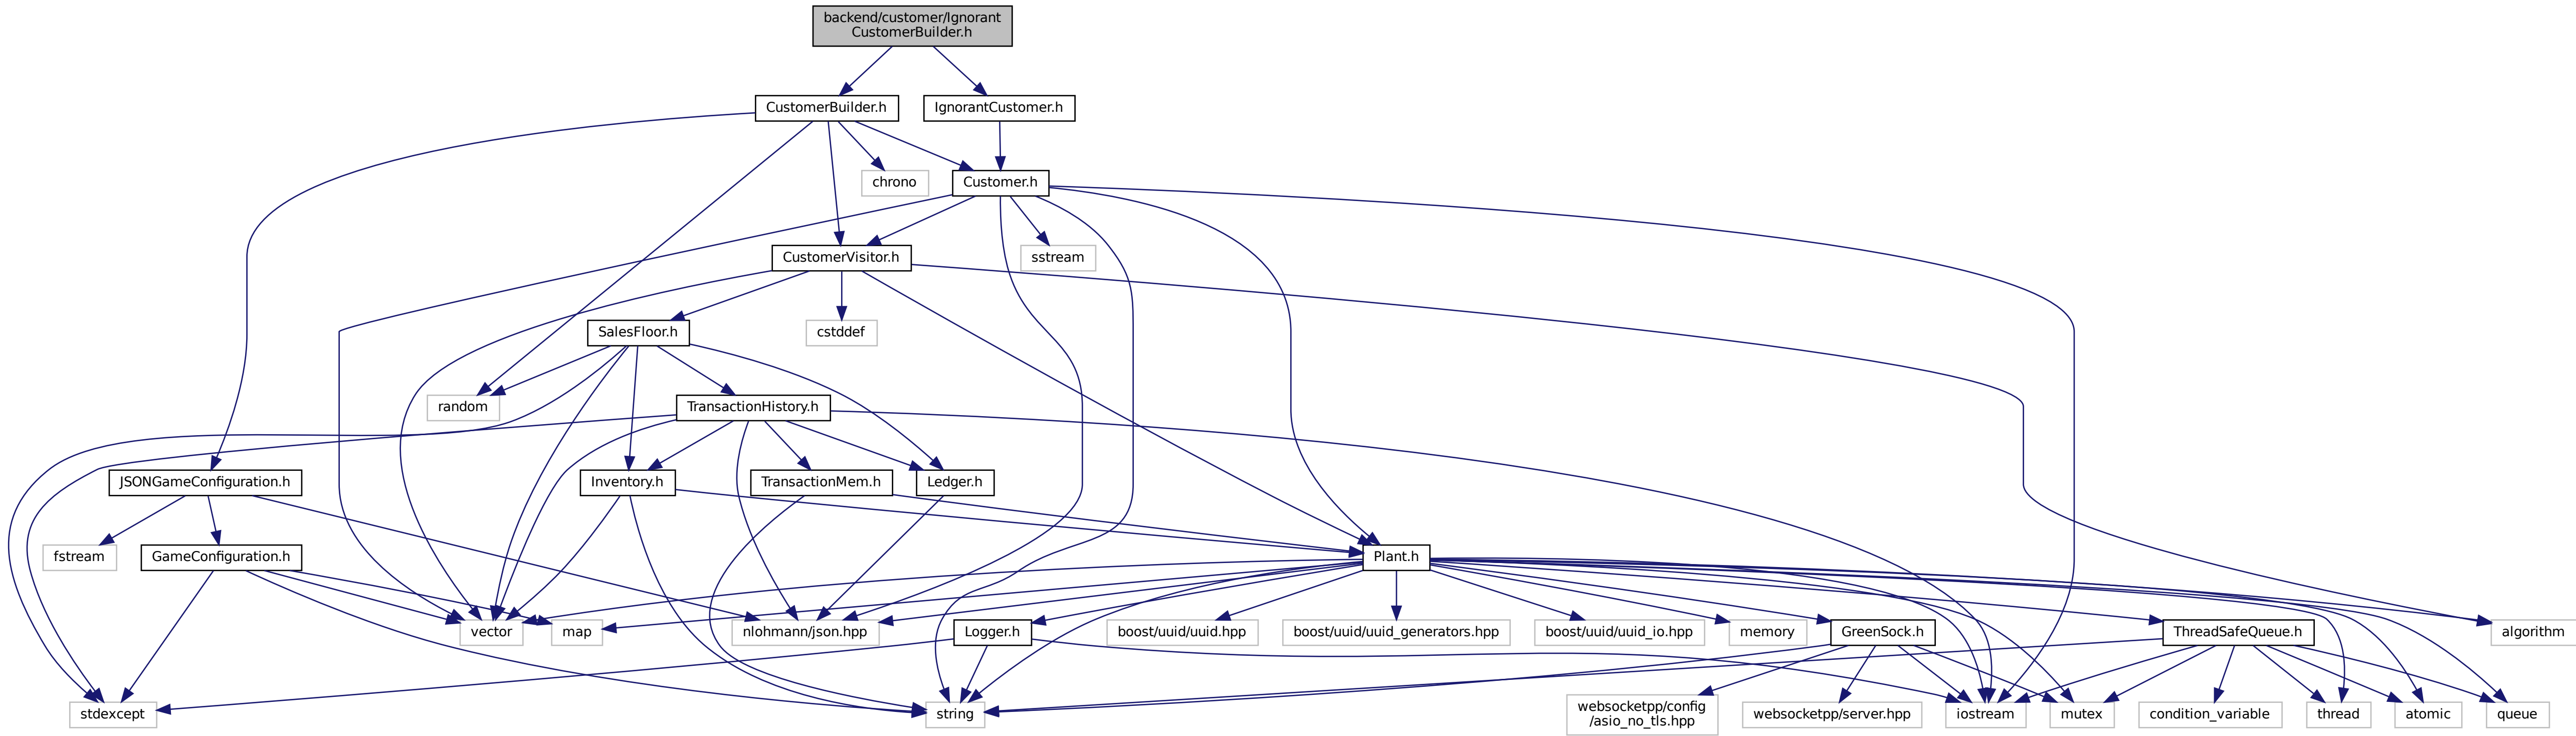 backend/customer/Ignorant
CustomerBuilder.h
CustomerBuilder.h
IgnorantCustomer.h
chrono
Customer.h
CustomerVisitor.h
sstream
SalesFloor.h
cstddef
random
TransactionHistory.h
JSONGameConfiguration.h
Inventory.h
TransactionMem.h
Ledger.h
fstream
GameConfiguration.h
Plant.h
vector
map
nlohmann/json.hpp
Logger.h
boost/uuid/uuid.hpp
boost/uuid/uuid_generators.hpp
boost/uuid/uuid_io.hpp
memory
GreenSock.h
ThreadSafeQueue.h
algorithm
stdexcept
string
websocketpp/config
/asio_no_tls.hpp
websocketpp/server.hpp
iostream
mutex
condition_variable
thread
atomic
queue